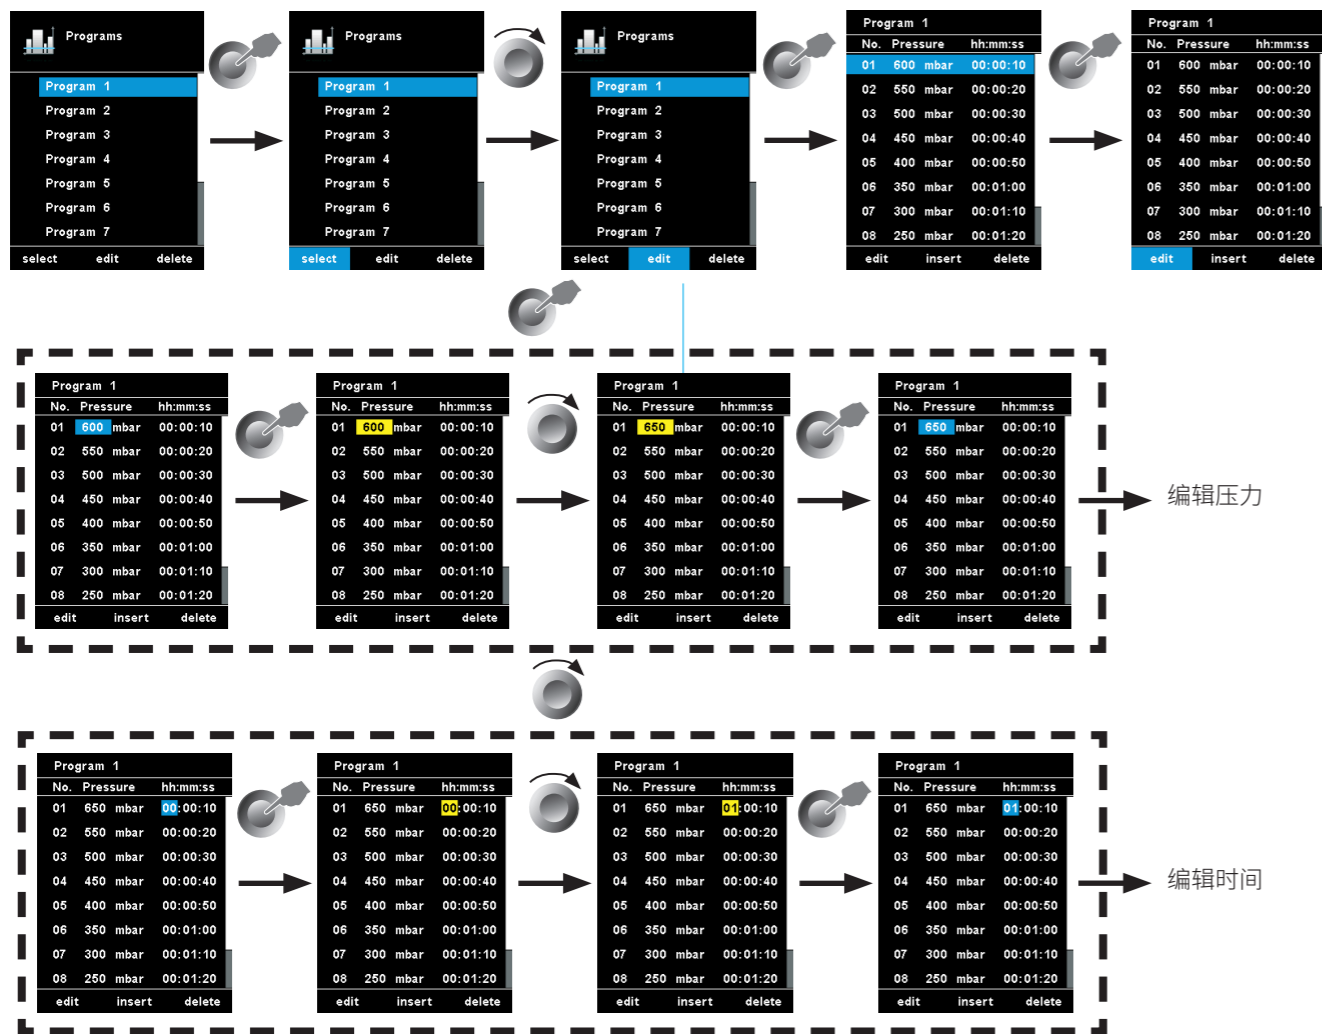 Programs
Program 1
Program 2
Program 3
Program 4
Program 5
Program 6
Program 7
select edit delete
Programs
Program 1
Program 2
Program 3
Program 4
Program 5
Program 6
Program 7
select edit delete
Programs
Program 1
Program 2
Program 3
Program 4
Program 5
Program 6
Program 7
select edit delete
Program 1
No. Pressure hh:mm:ss
01 600 mbar 00:00:10
02 550 mbar 00:00:20
03 500 mbar 00:00:30
04 450 mbar 00:00:40
05 400 mbar 00:00:50
06 350 mbar 00:01:00
07 300 mbar 00:01:10
08 250 mbar 00:01:20
edit insert delete
Program 1
No. Pressure hh:mm:ss
01 600 mbar 00:00:10
02 550 mbar 00:00:20
03 500 mbar 00:00:30
04 450 mbar 00:00:40
05 400 mbar 00:00:50
06 350 mbar 00:01:00
07 300 mbar 00:01:10
08 250 mbar 00:01:20
edit insert delete
Program 1
No. Pressure hh:mm:ss
01 600 mbar 00:00:10
02 550 mbar 00:00:20
03 500 mbar 00:00:30
04 450 mbar 00:00:40
05 400 mbar 00:00:50
06 350 mbar 00:01:00
07 300 mbar 00:01:10
08 250 mbar 00:01:20
edit insert delete
Program 1
No. Pressure hh:mm:ss
01 600 mbar 00:00:10
02 550 mbar 00:00:20
03 500 mbar 00:00:30
04 450 mbar 00:00:40
05 400 mbar 00:00:50
06 350 mbar 00:01:00
07 300 mbar 00:01:10
08 250 mbar 00:01:20
edit insert delete
Program 1
No. Pressure hh:mm:ss
01 650 mbar 00:00:10
02 550 mbar 00:00:20
03 500 mbar 00:00:30
04 450 mbar 00:00:40
05 400 mbar 00:00:50
06 350 mbar 00:01:00
07 300 mbar 00:01:10
08 250 mbar 00:01:20
edit insert delete
Program 1
No. Pressure hh:mm:ss
01 650 mbar 00:00:10
02 550 mbar 00:00:20
03 500 mbar 00:00:30
04 450 mbar 00:00:40
05 400 mbar 00:00:50
06 350 mbar 00:01:00
07 300 mbar 00:01:10
08 250 mbar 00:01:20
edit insert delete
编辑压力
Program 1
No. Pressure hh:mm:ss
01 650 mbar 00:00:10
02 550 mbar 00:00:20
03 500 mbar 00:00:30
04 450 mbar 00:00:40
05 400 mbar 00:00:50
06 350 mbar 00:01:00
07 300 mbar 00:01:10
08 250 mbar 00:01:20
edit insert delete
Program 1
No. Pressure hh:mm:ss
01 650 mbar 00:00:10
02 550 mbar 00:00:20
03 500 mbar 00:00:30
04 450 mbar 00:00:40
05 400 mbar 00:00:50
06 350 mbar 00:01:00
07 300 mbar 00:01:10
08 250 mbar 00:01:20
edit insert delete
Program 1
No. Pressure hh:mm:ss
01 650 mbar 01:00:10
02 550 mbar 00:00:20
03 500 mbar 00:00:30
04 450 mbar 00:00:40
05 400 mbar 00:00:50
06 350 mbar 00:01:00
07 300 mbar 00:01:10
08 250 mbar 00:01:20
edit insert delete
Program 1
No. Pressure hh:mm:ss
01 650 mbar 01:00:10
02 550 mbar 00:00:20
03 500 mbar 00:00:30
04 450 mbar 00:00:40
05 400 mbar 00:00:50
06 350 mbar 00:01:00
07 300 mbar 00:01:10
08 250 mbar 00:01:20
edit insert delete
编辑时间